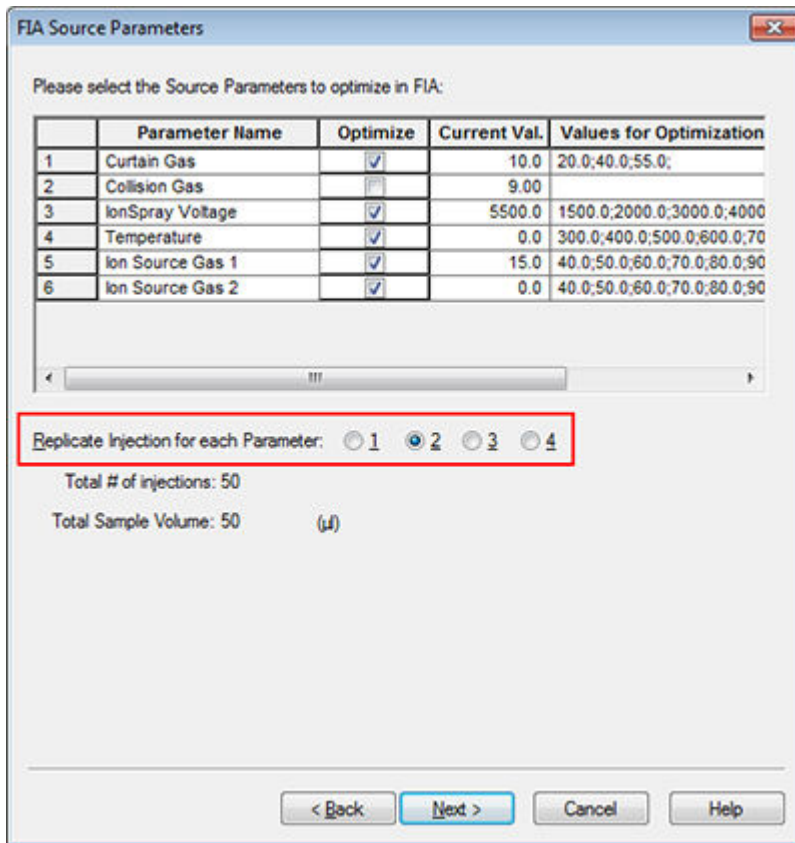 FIA Source Parameters
Please select the Source Parameters to optimize in FIA:
Parameter Name Optimize Current Val. Values for Optimization
1 Curtain Gas 10.0 20.0;40.0;55.0;
2 Collision Gas 9.00
3 IonSpray Voltage 5500.0 1500.0;2000.0;3000.0;4000
4 Temperature 0.0 300.0;400.0;500.0;600.0;70
5 Ion Source Gas 1 15.0 40.0;50.0;60.0;70.0;80.0;90
6 Ion Source Gas 2 0.0 40.0;50.0;60.0;70.0;80.0;90
Replicate Injection for each Parameter: 1 2 3 4
Total # of injections: 50
Total Sample Volume: 50 (µl)
< Back Next > Cancel Help